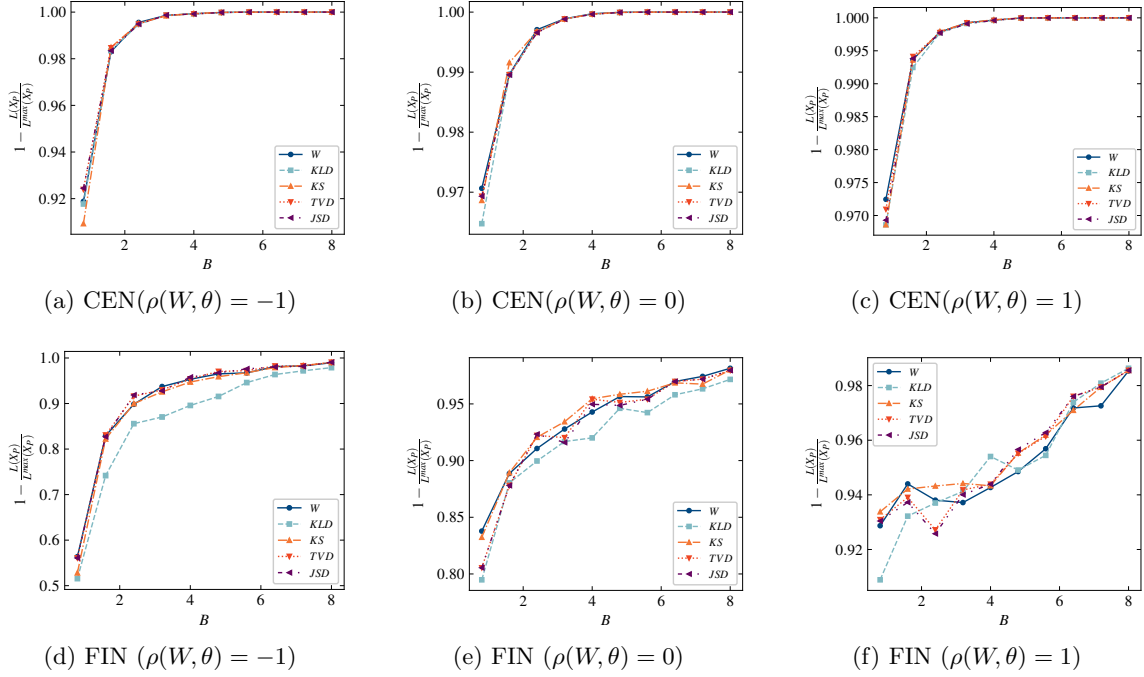 1.00
0.98
0.96
0.94
0.92
1 − L(X_P) / L^max(X_P)
W
KLD
KS
TVD
JSD
2 4 6 8
B
(a) CEN(ρ(W, θ) = −1)
1.00
0.99
0.98
0.97
1 − L(X_P) / L^max(X_P)
W
KLD
KS
TVD
JSD
2 4 6 8
B
(b) CEN(ρ(W, θ) = 0)
1.000
0.995
0.990
0.985
0.980
0.975
0.970
1 − L(X_P) / L^max(X_P)
W
KLD
KS
TVD
JSD
2 4 6 8
B
(c) CEN(ρ(W, θ) = 1)
1.0
0.9
0.8
0.7
0.6
0.5
1 − L(X_P) / L^max(X_P)
W
KLD
KS
TVD
JSD
2 4 6 8
B
(d) FIN (ρ(W, θ) = −1)
0.95
0.90
0.85
0.80
1 − L(X_P) / L^max(X_P)
W
KLD
KS
TVD
JSD
2 4 6 8
B
(e) FIN (ρ(W, θ) = 0)
0.98
0.96
0.94
0.92
1 − L(X_P) / L^max(X_P)
W
KLD
KS
TVD
JSD
2 4 6 8
B
(f) FIN (ρ(W, θ) = 1)